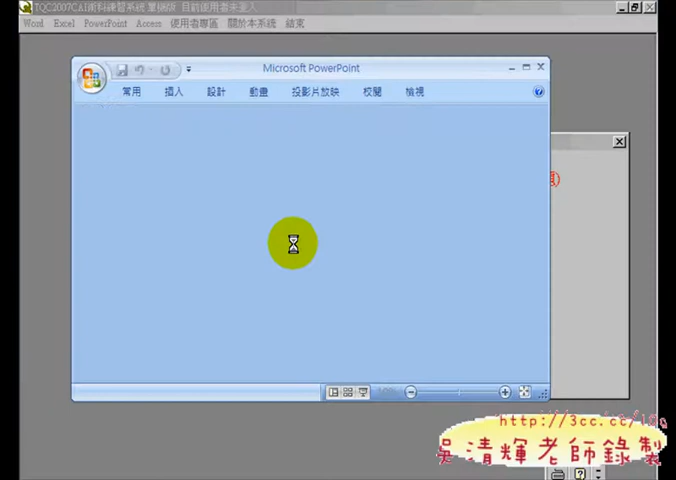 TQC2007CAI術科練習系統 單機版 目前使用者未登入
Word Excel PowerPoint Access 使用者專區 關於本系統 結束
Microsoft PowerPoint
常用 插入 設計 動畫 投影片放映 校閱 檢視
http://3cc.cc/1
吳清輝老師錄製